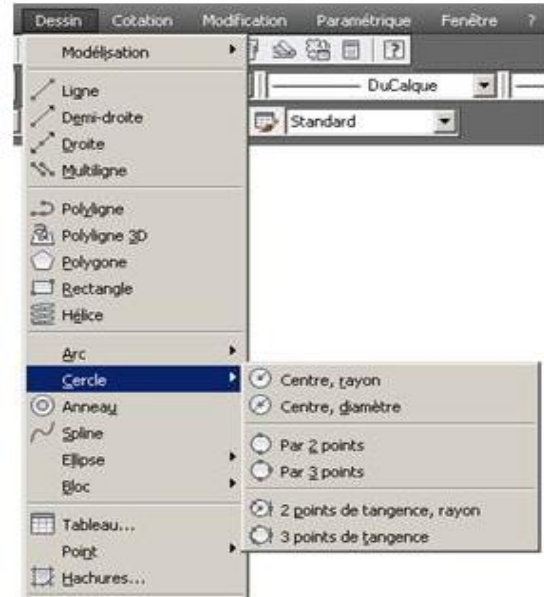 Dessin Cotation Modification Paramétrique Fenêtre ?
Modélisation
DuCalque
Ligne
Demi-droite
Standard
Droite
Multiligne
Polyligne
Polyligne 3D
Polygone
Rectangle
Hélice
Arc
Cercle
Centre, rayon
Anneau
Centre, diamètre
Spline
Ellipse
Par 2 points
Bloc
Par 3 points
2 points de tangence, rayon
Tableau...
3 points de tangence
Point
Hachures...